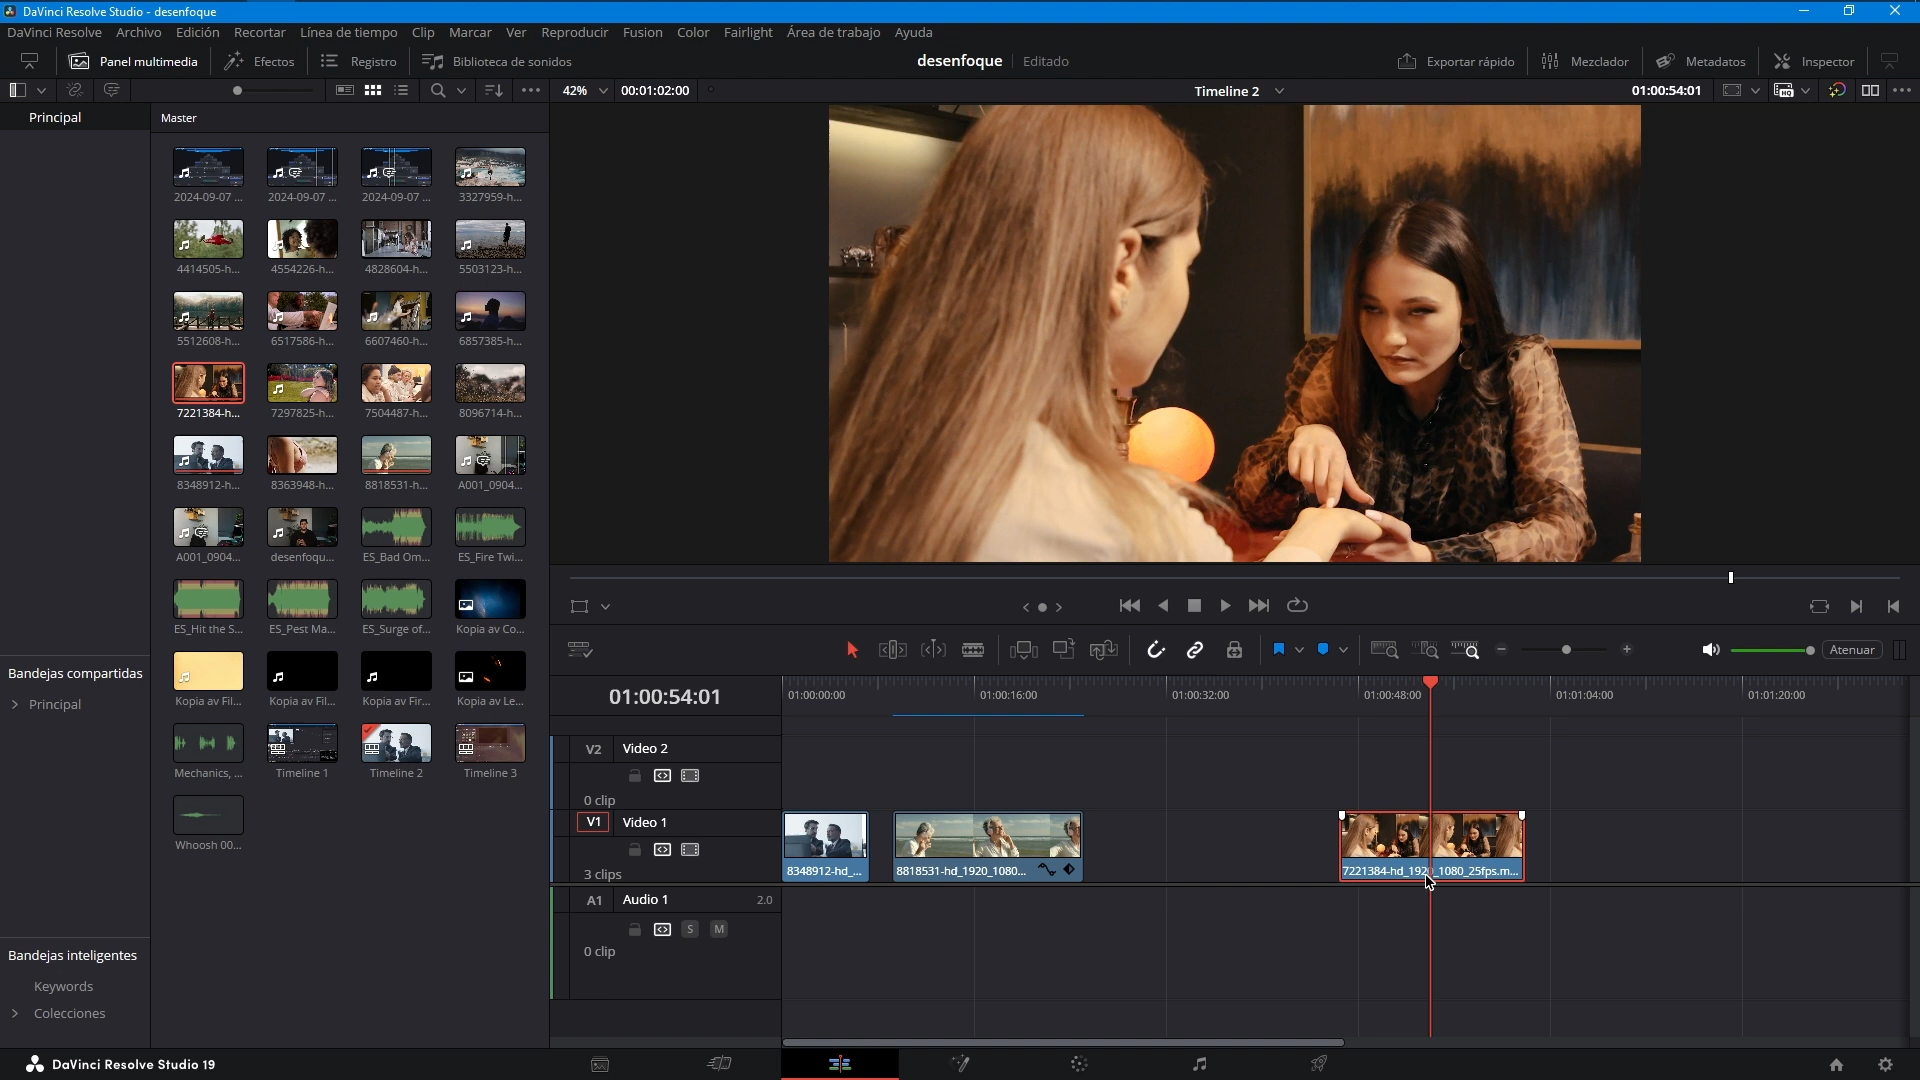 DaVinci Resolve Studio - desenfoque
DaVinci Resolve Archivo Edición Recortar Línea de tiempo Clip Marcar Ver Reproducir Fusion Color Fairlight Área de trabajo Ayuda
Panel multimedia Efectos Registro Biblioteca de sonidos desenfoque Editado Exportar rápido Mezclador Metadatos Inspector
42% 00:01:02:00 Timeline 2 01:00:54:01
Principal Master
2024-09-07 ... 2024-09-07 ... 2024-09-07 ... 3327959-h...
4414505-h... 4554226-h... 4828604-h... 5503123-h...
5512608-h... 6517586-h... 6607460-h... 6857385-h...
7221384-h... 7297825-h... 7504487-h... 8096714-h...
8348912-h... 8363948-h... 8818531-h... A001_0904...
A001_0904... desenfoqu... ES_Bad Om... ES_Fire Twi...
ES_Hit the S... ES_Pest Ma... ES_Surge of... Kopia av Co...
Kopia av Fil... Kopia av Fil... Kopia av Fir... Kopia av Le...
Mechanics, ... Timeline 1 Timeline 2 Timeline 3
Whoosh 00...
Bandejas compartidas
Principal
Bandejas inteligentes
Keywords
Colecciones
Atenuar
01:00:54:01 01:00:00:00 01:00:16:00 01:00:32:00 01:00:48:00 01:01:04:00 01:01:20:00
V2 Video 2
0 clip
V1 Video 1
3 clips
8348912-hd_... 8818531-hd_1920_1080... 7221384-hd_1920_1080_25fps.m...
A1 Audio 1 2.0
S M
0 clip
DaVinci Resolve Studio 19